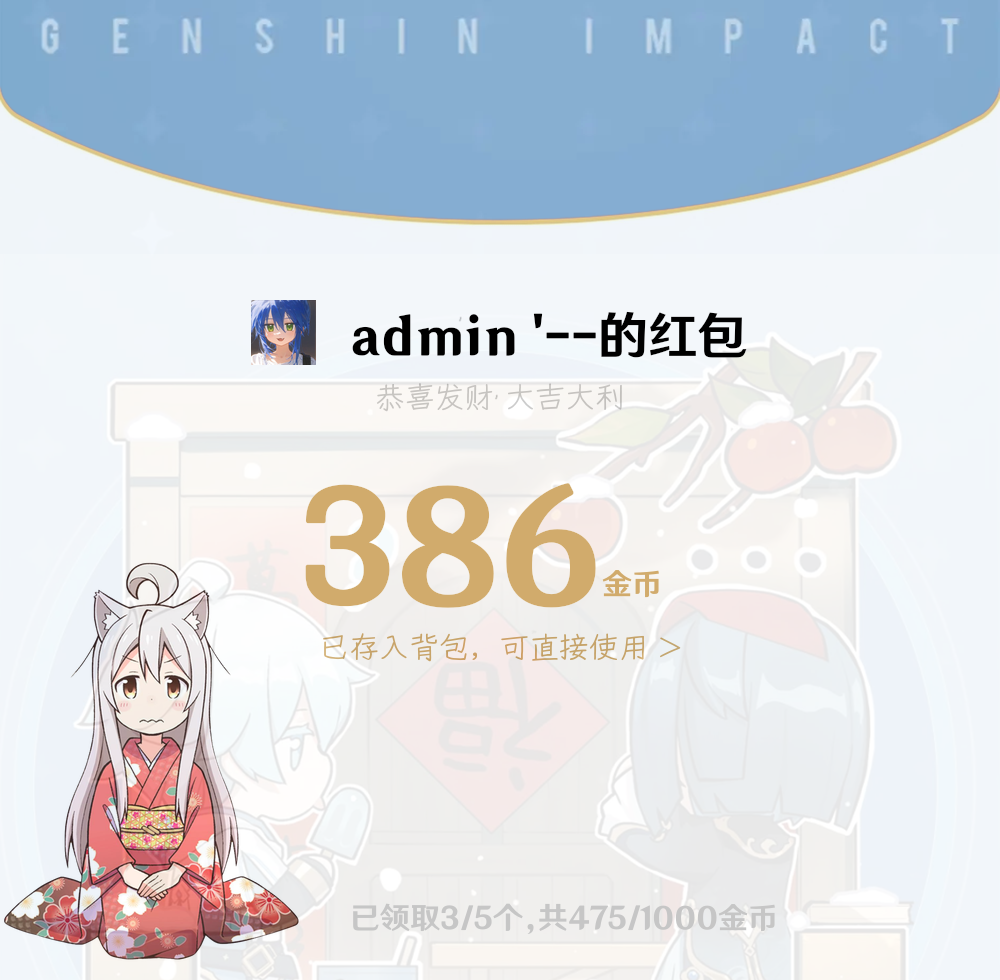 GENSHIN IMPACT
admin '--的红包
恭喜发财,大吉大利
386金币
已存入背包，可直接使用 >
福
已领取3/5个,共475/1000金币